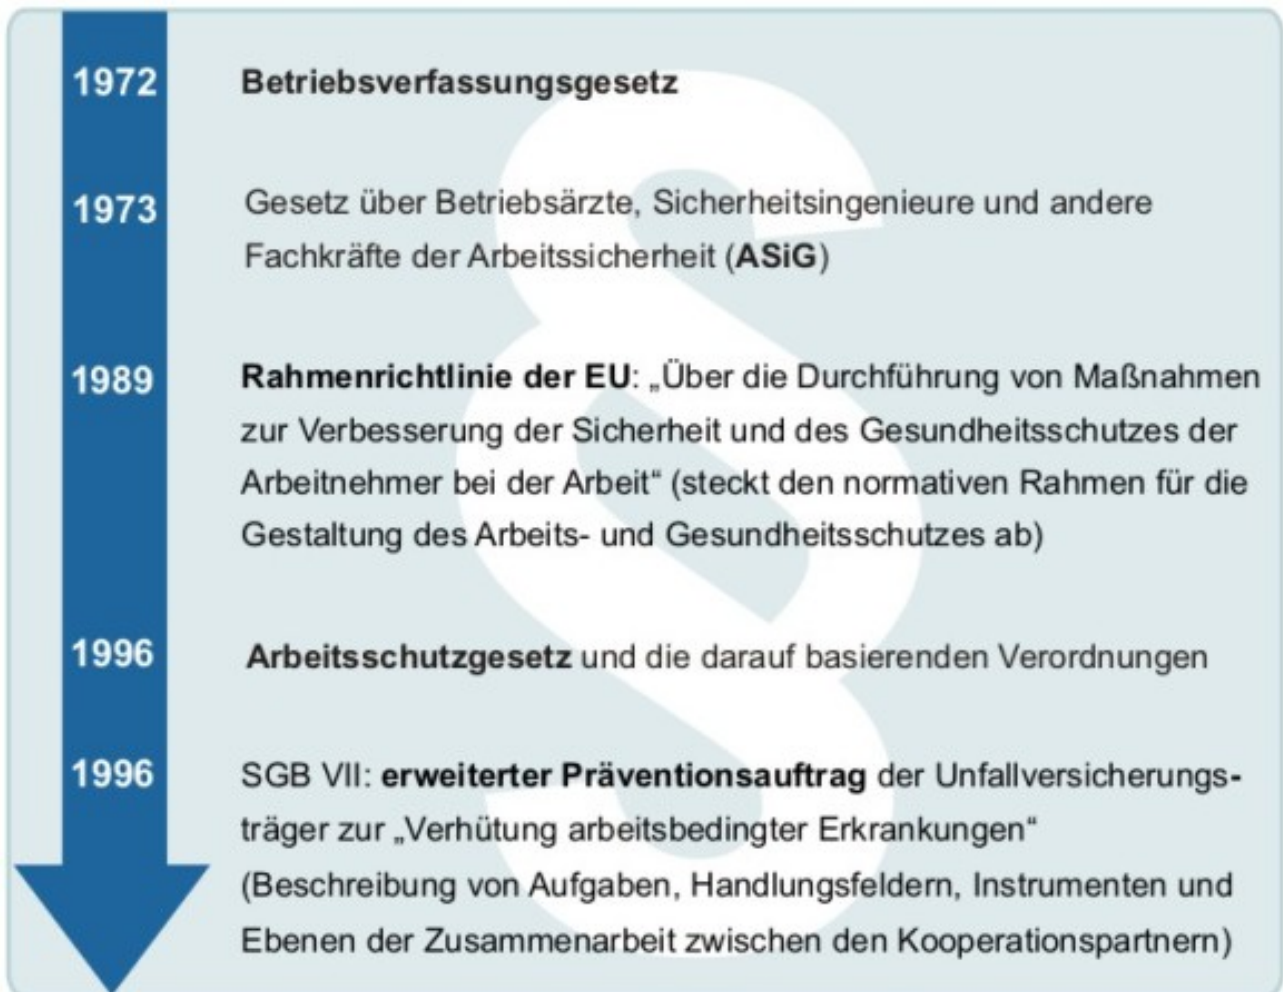 1972 Betriebsverfassungsgesetz
1973 Gesetz über Betriebsärzte, Sicherheitsingenieure und andere
Fachkräfte der Arbeitssicherheit (ASiG)
1989 Rahmenrichtlinie der EU: „Über die Durchführung von Maßnahmen
zur Verbesserung der Sicherheit und des Gesundheitsschutzes der
Arbeitnehmer bei der Arbeit“ (steckt den normativen Rahmen für die
Gestaltung des Arbeits- und Gesundheitsschutzes ab)
1996 Arbeitsschutzgesetz und die darauf basierenden Verordnungen
1996 SGB VII: erweiterter Präventionsauftrag der Unfallversicherungs-
träger zur „Verhütung arbeitsbedingter Erkrankungen“
(Beschreibung von Aufgaben, Handlungsfeldern, Instrumenten und
Ebenen der Zusammenarbeit zwischen den Kooperationspartnern)
§